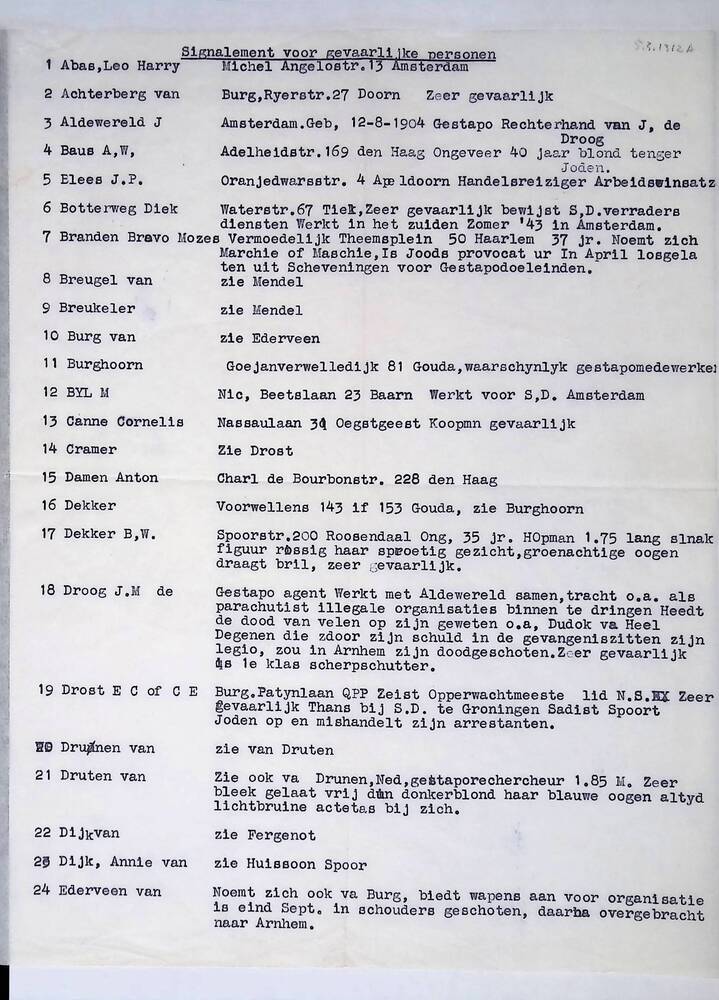 S.3.1312A
Signalement voor gevaarlijke personen
1 Abas,Leo Harry Michel Angelostr.13 Amsterdam
2 Achterberg van Burg,Ryerstr.27 Doorn Zeer gevaarlijk
3 Aldewereld J Amsterdam.Geb, 12-8-1904 Gestapo Rechterhand van J, de
Droog
4 Baus A,W, Adelheidstr.169 den Haag Ongeveer 40 jaar blond tenger
Joden.
5 Elees J.P. Oranjedwarsstr. 4 Apeldoorn Handelsreiziger Arbeidswinsatz
6 Botterweg Diek Waterstr.67 Tiel,Zeer gevaarlijk bewijst S,D.verraders
diensten Werkt in het zuiden Zomer '43 in Amsterdam.
7 Branden Bravo Mozes Vermoedelijk Theemsplein 50 Haarlem 37 jr. Noemt zich
Marchie of Maschie,Is Joods provocat ur In April losgela
ten uit Scheveningen voor Gestapodoeleinden.
8 Breugel van zie Mendel
9 Breukeler zie Mendel
10 Burg van zie Ederveen
11 Burghoorn Goejanverwelledijk 81 Gouda,waarschynlyk gestapomedewerker
12 BYL M Nic, Beetslaan 23 Baarn Werkt voor S,D. Amsterdam
13 Canne Cornelis Nassaulaan 34 Oegstgeest Koopmn gevaarlijk
14 Cramer Zie Drost
15 Damen Anton Charl de Bourbonstr. 228 den Haag
16 Dekker Voorwellens 143 if 153 Gouda, zie Burghoorn
17 Dekker B,W. Spoorstr.200 Roosendaal Ong, 35 jr. HOpman 1.75 lang slnak
figuur rossig haar sproetig gezicht,groenachtige oogen
draagt bril, zeer gevaarlijk.
18 Droog J.M de Gestapo agent Werkt met Aldewereld samen,tracht o.a. als
parachutist illegale organisaties binnen te dringen Heedt
de dood van velen op zijn geweten o.a, Dudok va Heel
Degenen die zdoor zijn schuld in de gevangeniszitten zijn
legio, zou in Arnhem zijn doodgeschoten.Zeer gevaarlijk
is 1e klas scherpschutter.
19 Drost E C of C E Burg.Patynlaan QPP Zeist Opperwachtmeeste lid N.S. Zeer
gevaarlijk Thans bij S.D. te Groningen Sadist Spoort
Joden op en mishandelt zijn arrestanten.
20 Drunen van zie van Druten
21 Druten van Zie ook va Drunen,Ned,gestaporechercheur 1.85 M. Zeer
bleek gelaat vrij dun donkerblond haar blauwe oogen altyd
lichtbruine actetas bij zich.
22 Dijkvan zie Fergenot
23 Dijk, Annie van zie Huissoon Spoor
24 Ederveen van Noemt zich ook va Burg, biedt wapens aan voor organisatie
is eind Sept. in schouders geschoten, daarha overgebracht
naar Arnhem.